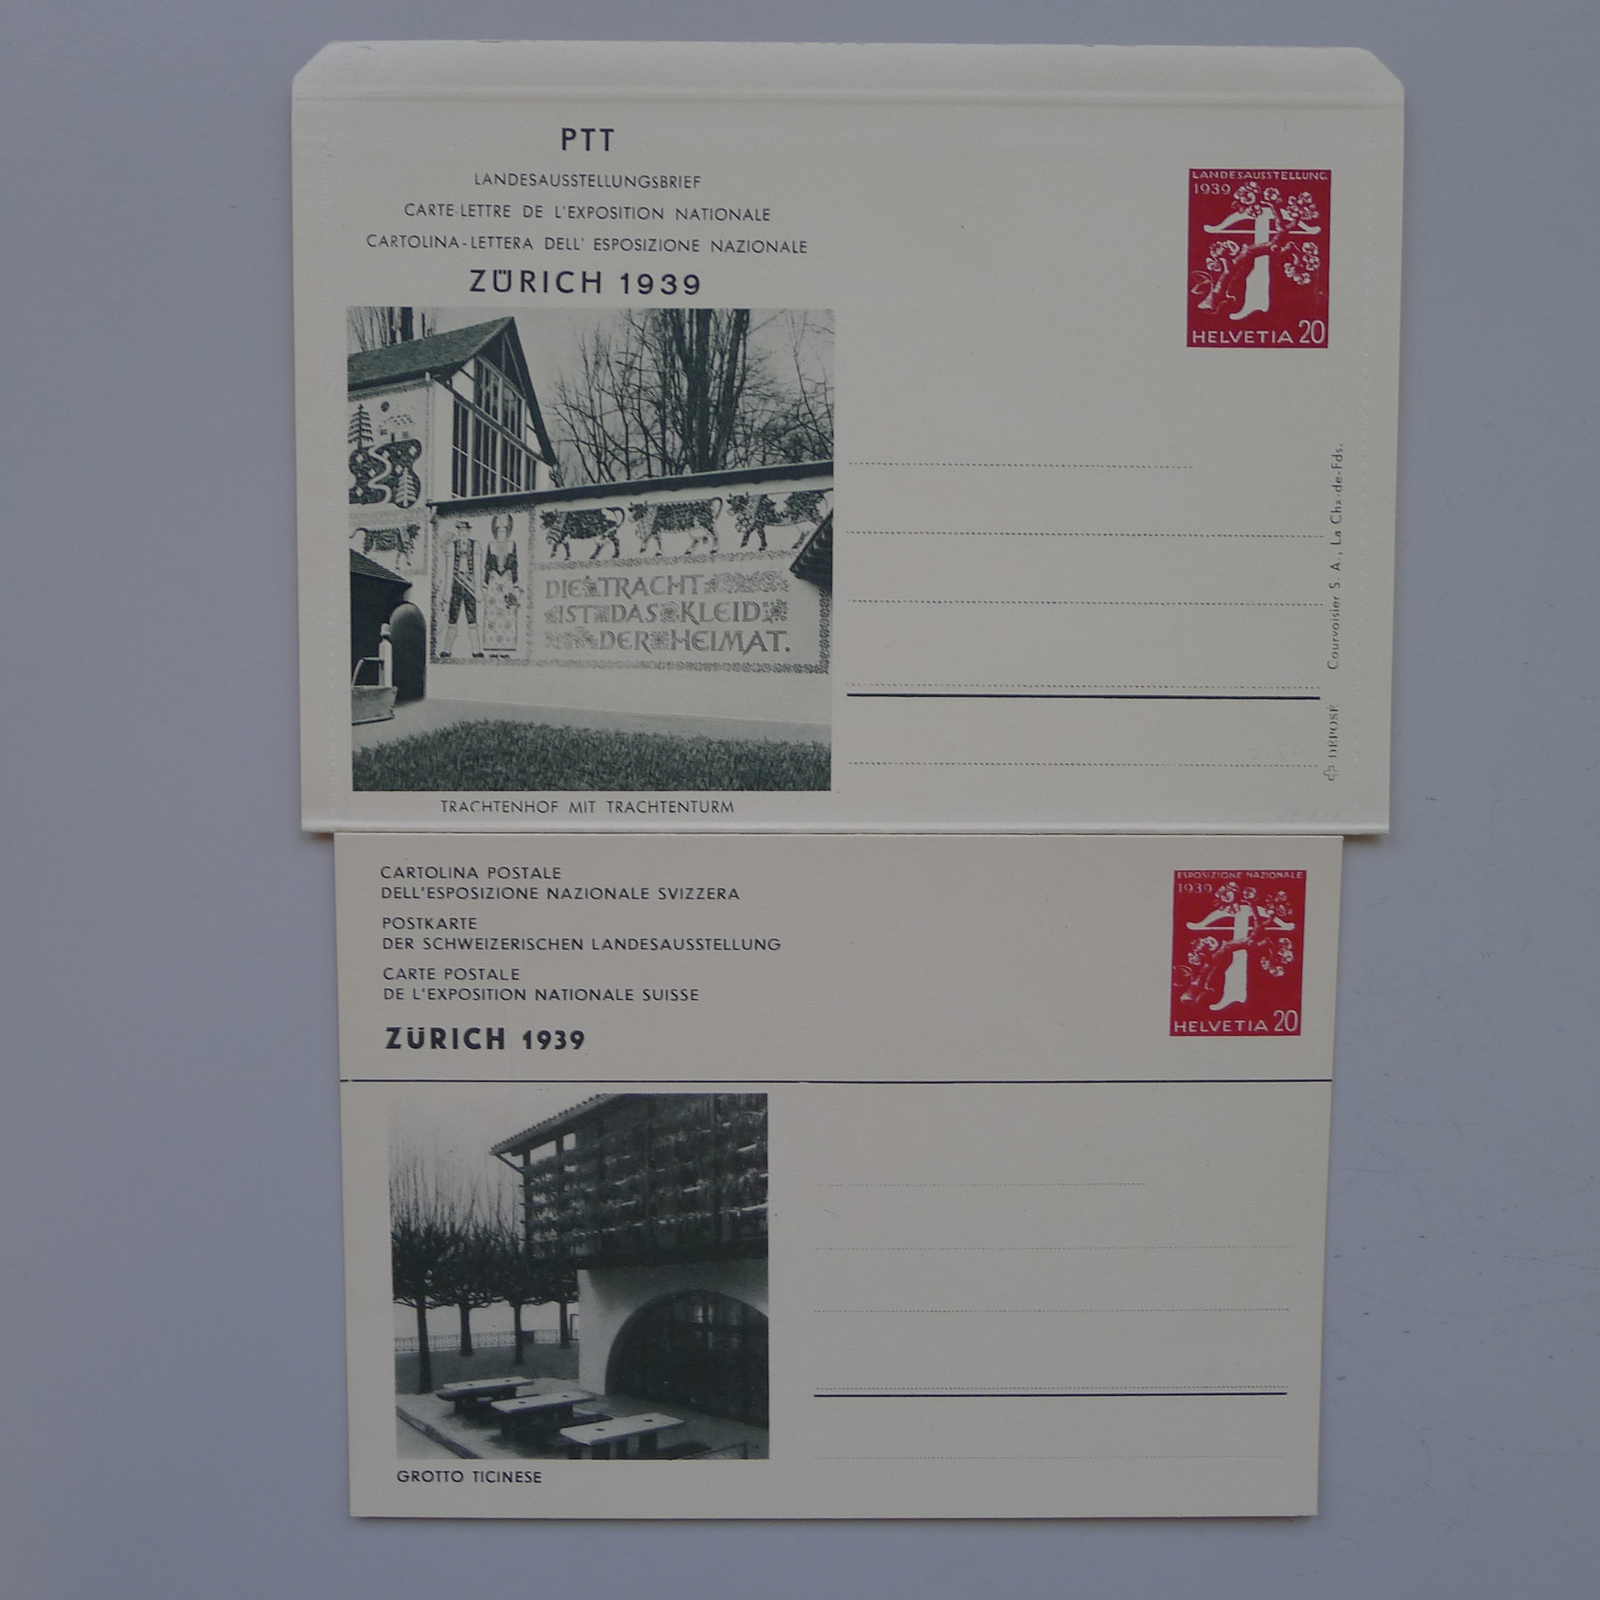 PTT
LANDESAUSSTELLUNGSBRIEF
CARTE-LETTRE DE L'EXPOSITION NATIONALE
CARTOLINA-LETTERA DELL' ESPOSIZIONE NAZIONALE
ZÜRICH 1939
LANDESAUSSTELLUNG
1939
HELVETIA 20
DIE TRACHT
IST DAS KLEID
DER HEIMAT.
TRACHTENHOF MIT TRACHTENTURM
DEPOSÉ Courvoisier S. A., La Chx-de-Fds.
CARTOLINA POSTALE
DELL'ESPOSIZIONE NAZIONALE SVIZZERA
POSTKARTE
DER SCHWEIZERISCHEN LANDESAUSSTELLUNG
CARTE POSTALE
DE L'EXPOSITION NATIONALE SUISSE
ZÜRICH 1939
ESPOSIZIONE NAZIONALE
1939
HELVETIA 20
GROTTO TICINESE